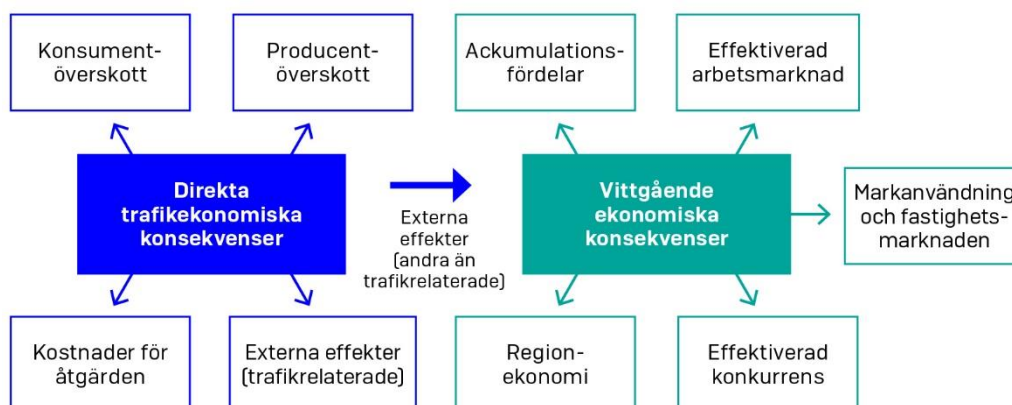 Konsument-
överskott
Producent-
överskott
Ackumulations-
fördelar
Effektiverad
arbetsmarknad
Direkta
trafikekonomiska
konsekvenser
Externa
effekter
(andra än
trafikrelaterade)
Vittgående
ekonomiska
konsekvenser
Markanvändning
och fastighets-
marknaden
Kostnader för
åtgärden
Externa effekter
(trafikrelaterade)
Region-
ekonomi
Effektiverad
konkurrens